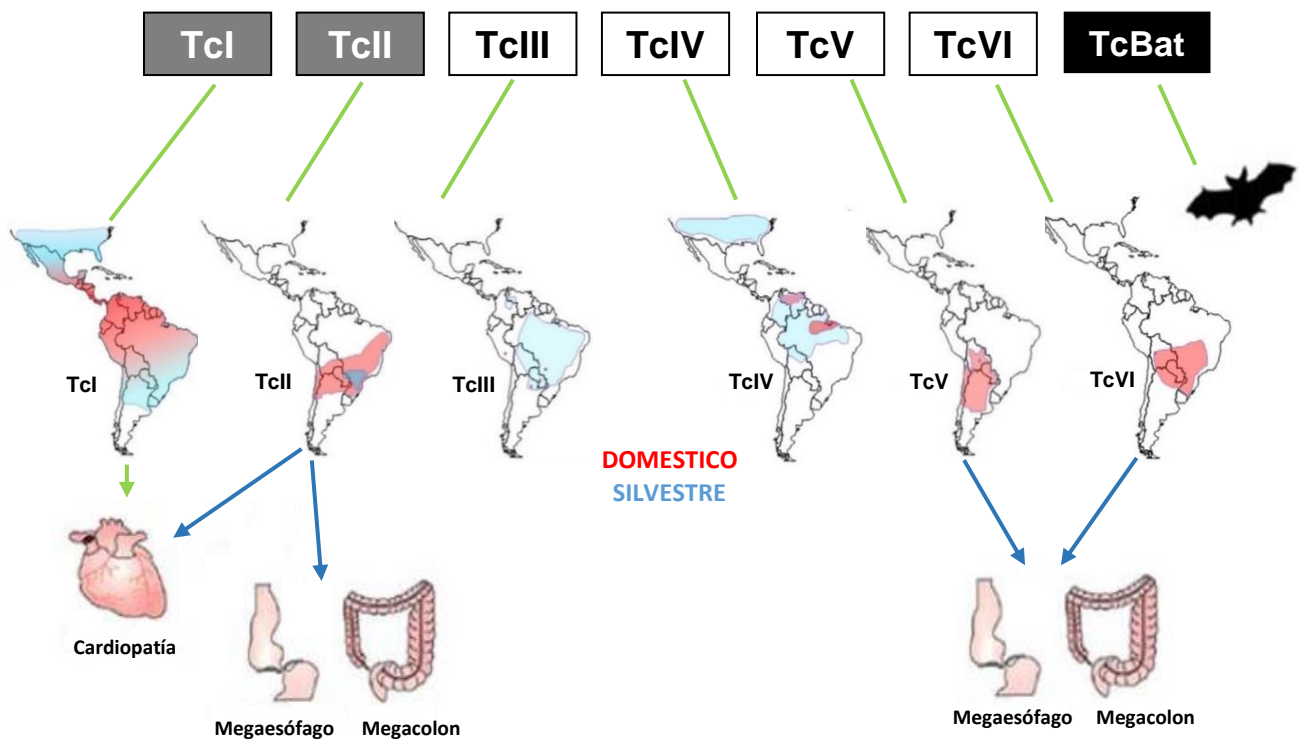 TcI TcII TcIII TcIV TcV TcVI TcBat
TcI
TcII
TcIII
TcIV
TcV
TcVI
DOMESTICO
SILVESTRE
Cardiopatía
Megaesófago
Megacolon
Megaesófago
Megacolon